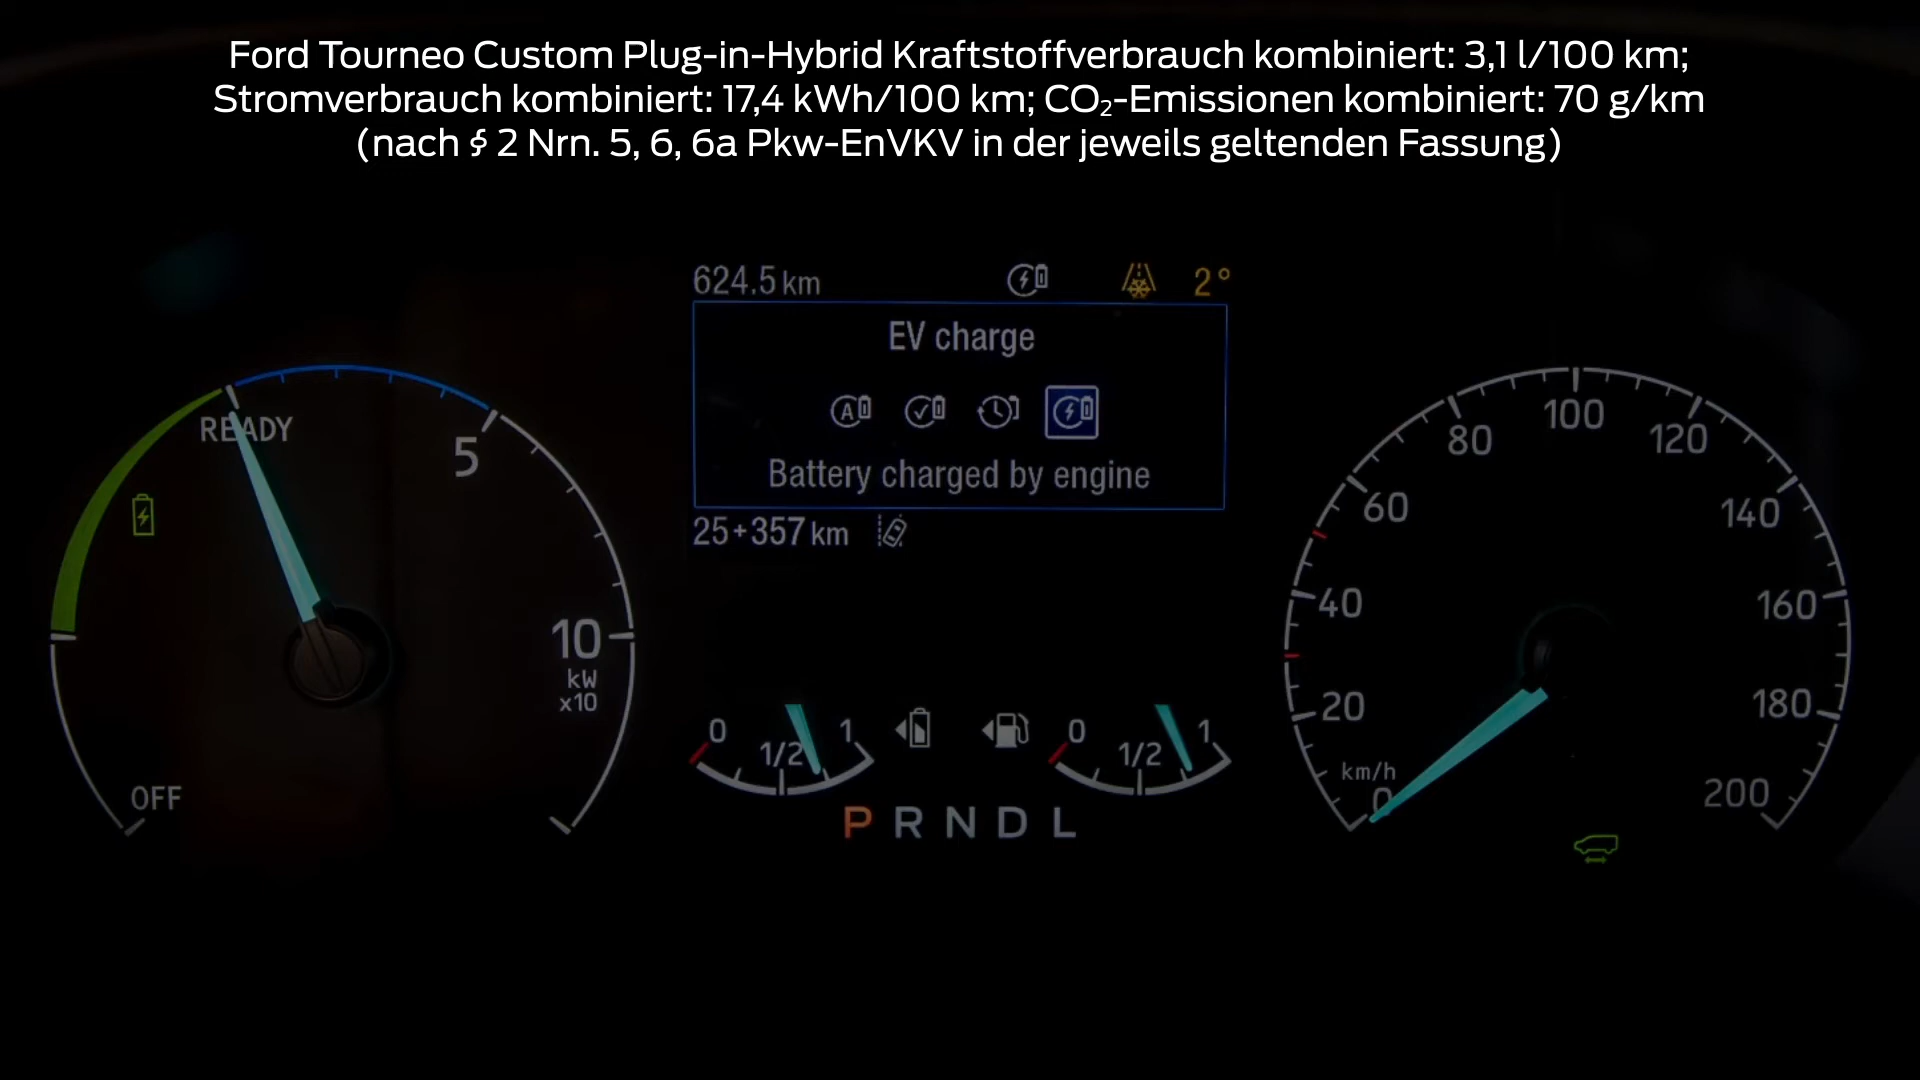 Ford Tourneo Custom Plug-in-Hybrid Kraftstoffverbrauch kombiniert: 3,1 l/100 km;
Stromverbrauch kombiniert: 17,4 kWh/100 km; CO₂-Emissionen kombiniert: 70 g/km
(nach § 2 Nrn. 5, 6, 6a Pkw-EnVKV in der jeweils geltenden Fassung)
624.5 km 2°
EV charge
A
Battery charged by engine
25+357 km
READY
5
10
kW
x10
OFF
0 1/2 1
0 1/2 1
P R N D L
0
20
40
60
80
100
120
140
160
180
200
km/h